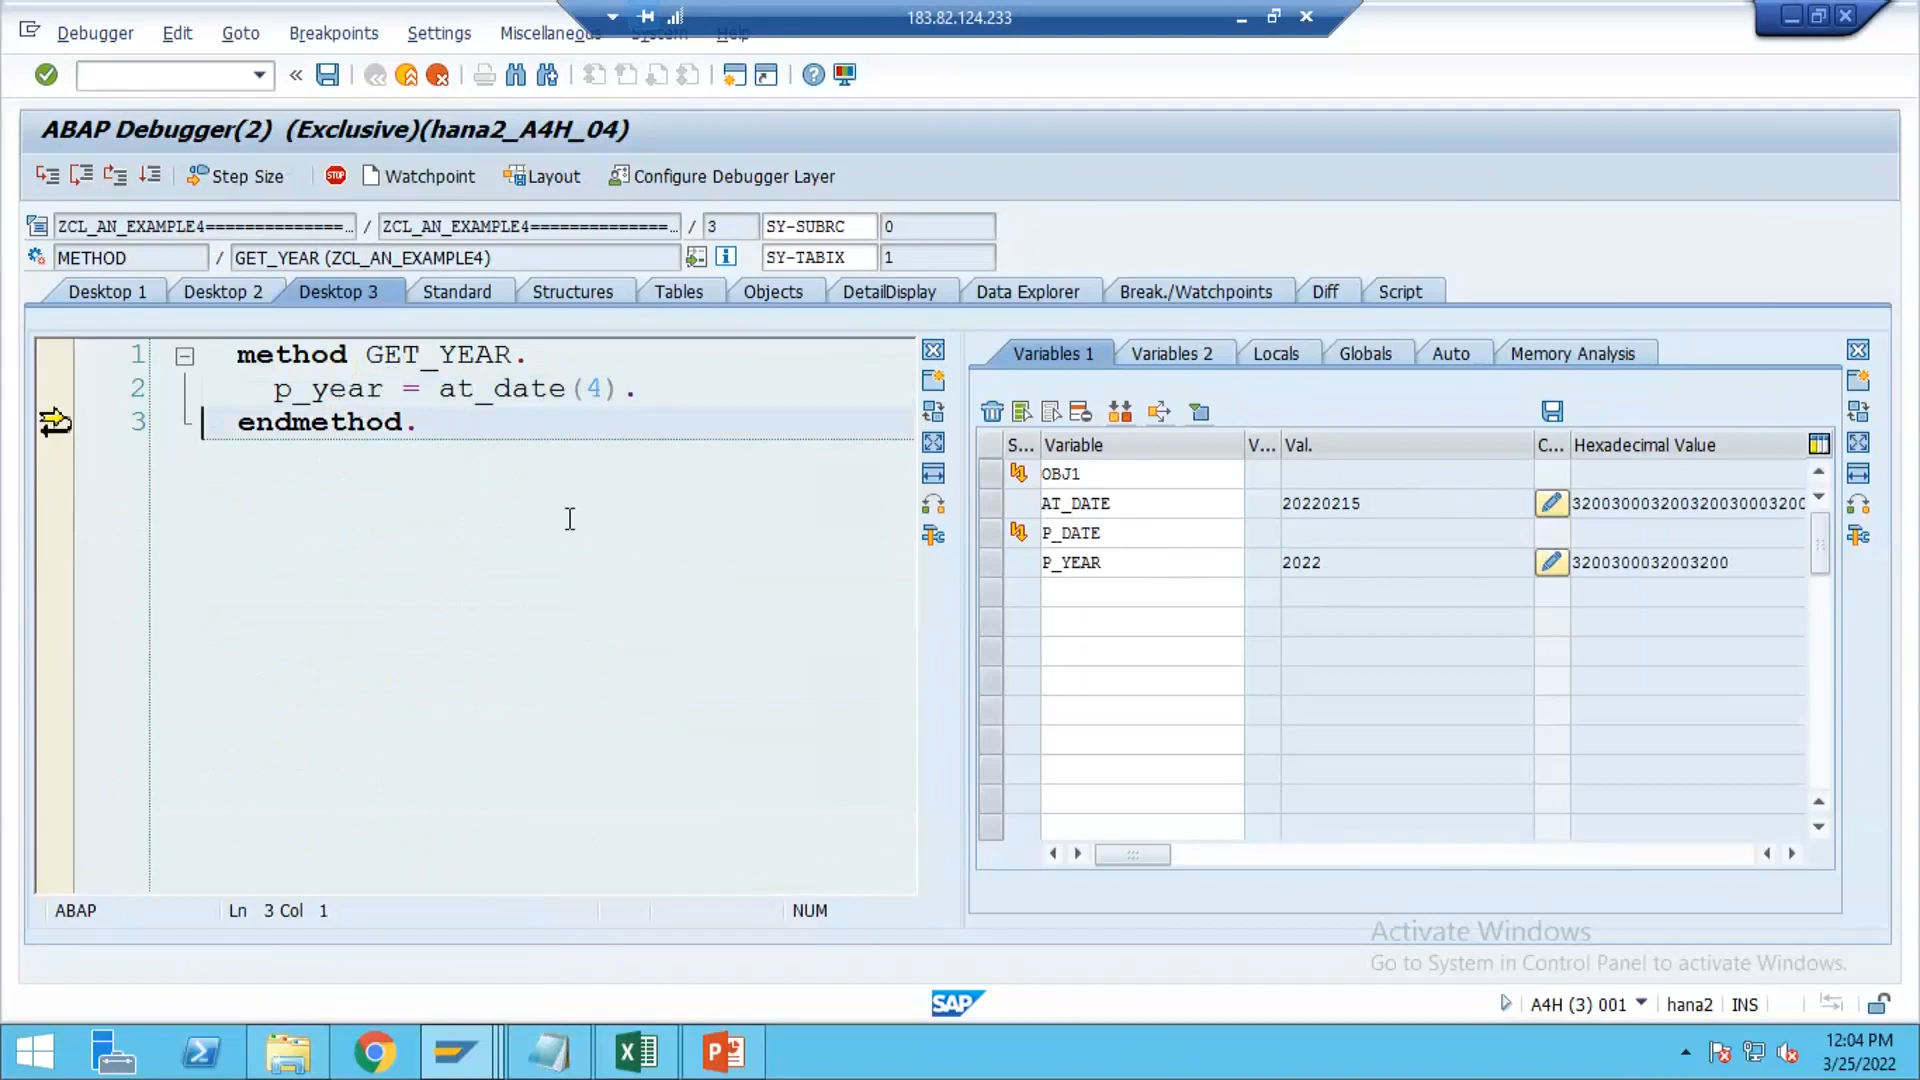 183.82.124.233
Debugger Edit Goto Breakpoints Settings Miscellaneous System Help
ABAP Debugger(2) (Exclusive)(hana2_A4H_04)
Step Size STOP Watchpoint Layout Configure Debugger Layer
ZCL_AN_EXAMPLE4==============... / ZCL_AN_EXAMPLE4==============... / 3 SY-SUBRC 0
METHOD / GET_YEAR (ZCL_AN_EXAMPLE4) SY-TABIX 1
Desktop 1 Desktop 2 Desktop 3 Standard Structures Tables Objects DetailDisplay Data Explorer Break./Watchpoints Diff Script
Variables 1 Variables 2 Locals Globals Auto Memory Analysis
1 method GET_YEAR.
2 p_year = at_date(4).
3 endmethod.
S... Variable V... Val. C... Hexadecimal Value
OBJ1
AT_DATE 20220215 320030003200320030003200
P_DATE
P_YEAR 2022 3200300032003200
ABAP Ln 3 Col 1 NUM
Activate Windows
Go to System in Control Panel to activate Windows.
SAP
A4H (3) 001 hana2 INS
12:04 PM
3/25/2022